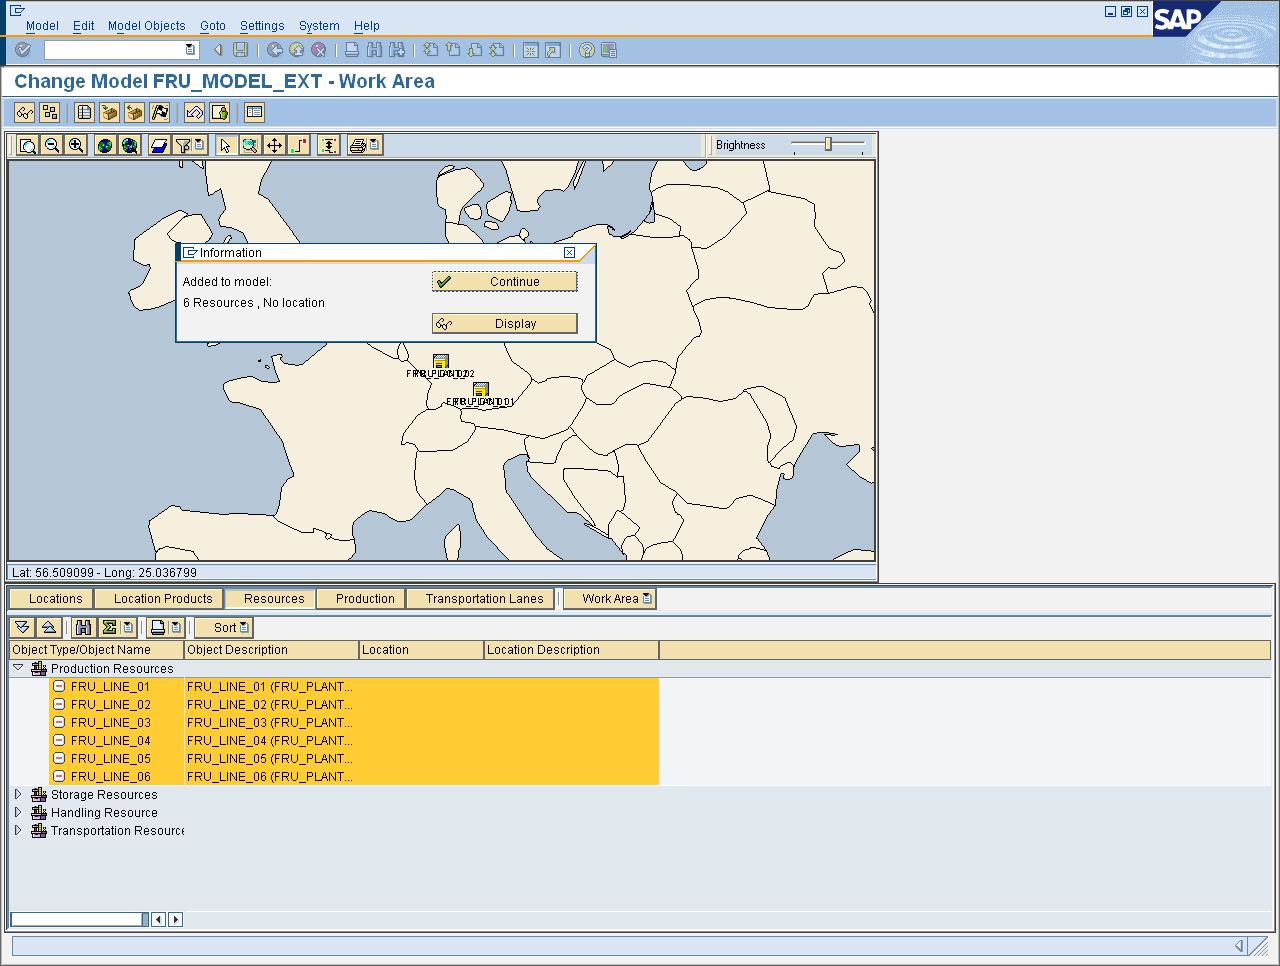 Model Edit Model Objects Goto Settings System Help
SAP
Change Model FRU_MODEL_EXT - Work Area
Brightness
Information
Added to model:
Continue
6 Resources , No location
Display
Lat: 56.509099 - Long: 25.036799
Locations Location Products Resources Production Transportation Lanes Work Area
Sort
Object Type/Object Name Object Description Location Location Description
Production Resources
FRU_LINE_01 FRU_LINE_01 (FRU_PLANT...
FRU_LINE_02 FRU_LINE_02 (FRU_PLANT...
FRU_LINE_03 FRU_LINE_03 (FRU_PLANT...
FRU_LINE_04 FRU_LINE_04 (FRU_PLANT...
FRU_LINE_05 FRU_LINE_05 (FRU_PLANT...
FRU_LINE_06 FRU_LINE_06 (FRU_PLANT...
Storage Resources
Handling Resource
Transportation Resource